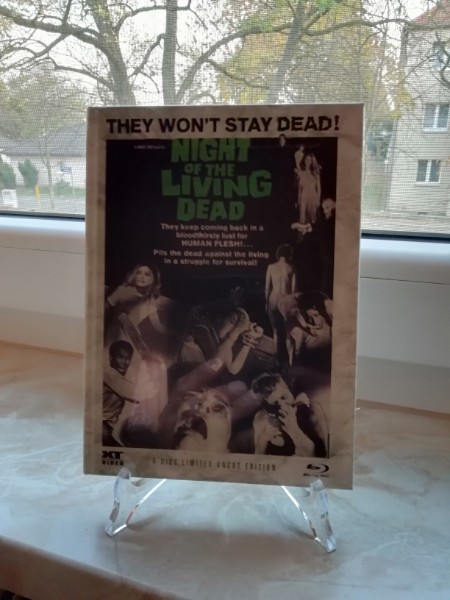 THEY WON'T STAY DEAD!
NIGHT
OF THE
LIVING
DEAD
They keep coming back in a
bloodthirsty lust for
HUMAN FLESH!...
Pits the dead against the living
in a struggle for survival!
XT
VIDEO
DISC LIMITED UNCUT EDITION